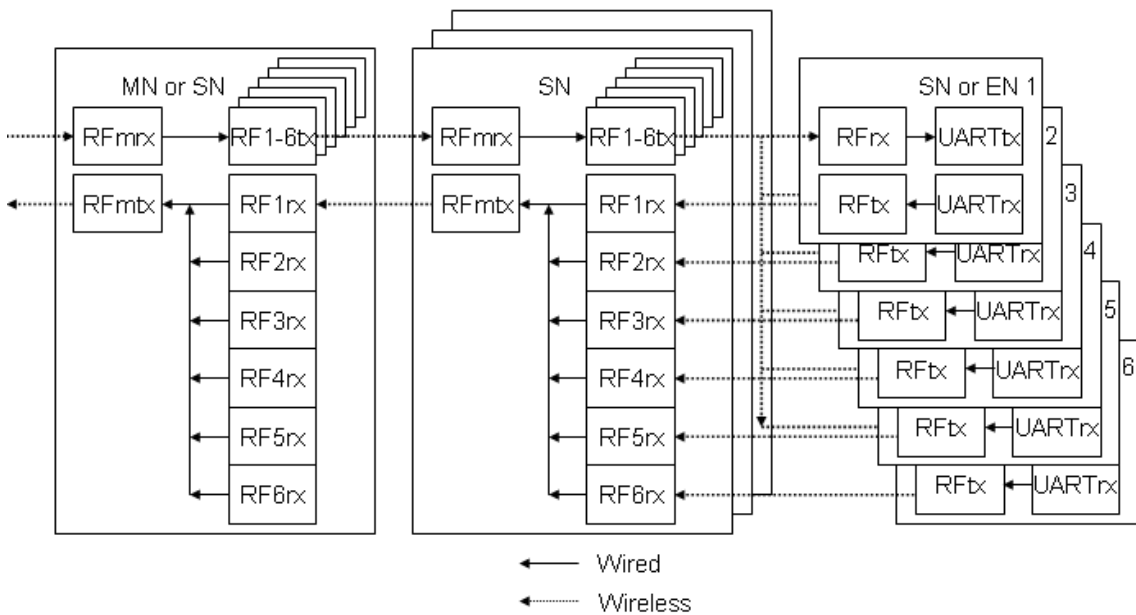 MN or SN
RFmrx
RF1-6tx
RFmtx
RF1rx
RF2rx
RF3rx
RF4rx
RF5rx
RF6rx
SN
RFmrx
RF1-6tx
RFmtx
RF1rx
RF2rx
RF3rx
RF4rx
RF5rx
RF6rx
SN or EN 1
RFrx
UARTtx
RFtx
UARTrx
2
RFtx
UARTrx
3
RFtx
UARTrx
4
RFtx
UARTrx
5
RFtx
UARTrx
6
RFtx
UARTrx
Wired
Wireless